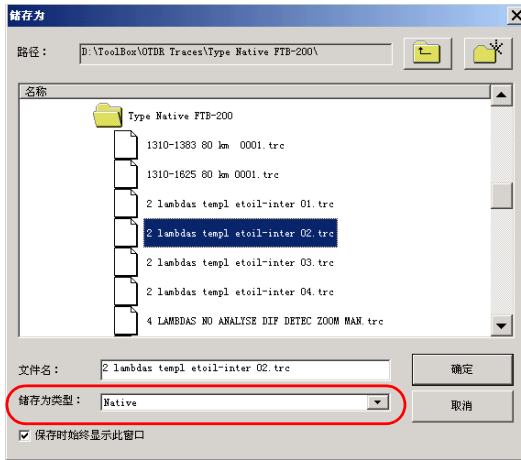 储存为
路径： D:\ToolBox\OTDR Traces\Type Native FTB-200\
名称
Type Native FTB-200
1310-1383 80 km 0001.trc
1310-1625 80 km 0001.trc
2 lambdas templ etoil-inter 01.trc
2 lambdas templ etoil-inter 02.trc
2 lambdas templ etoil-inter 03.trc
2 lambdas templ etoil-inter 04.trc
4 LAMBDAS NO ANALYSE DIF DETEC ZOOM MAN.trc
文件名： 2 lambdas templ etoil-inter 02.trc 确定
储存为类型： Native 取消
保存时始终显示此窗口